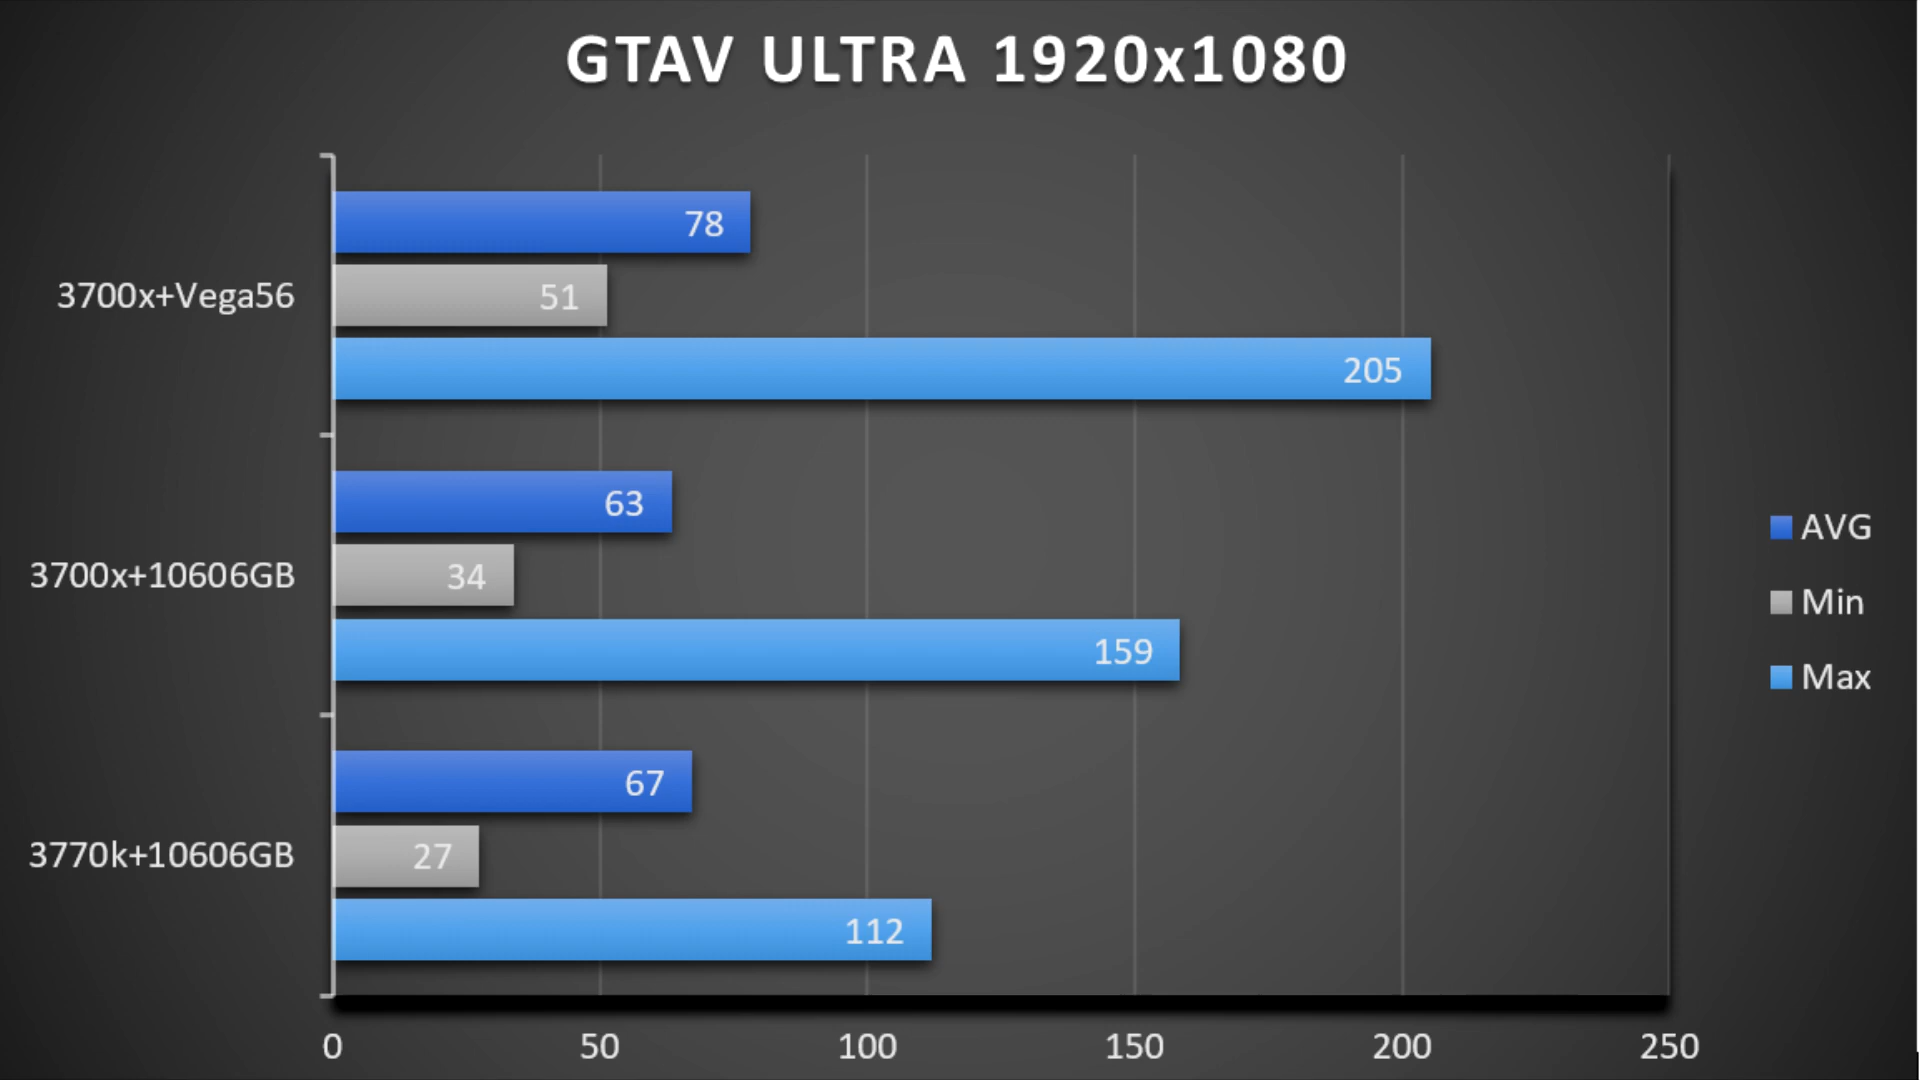 GTAV ULTRA 1920x1080
3700x+Vega56
78
51
205
3700x+10606GB
63
34
159
3770k+10606GB
67
27
112
0 50 100 150 200 250
AVG
Min
Max